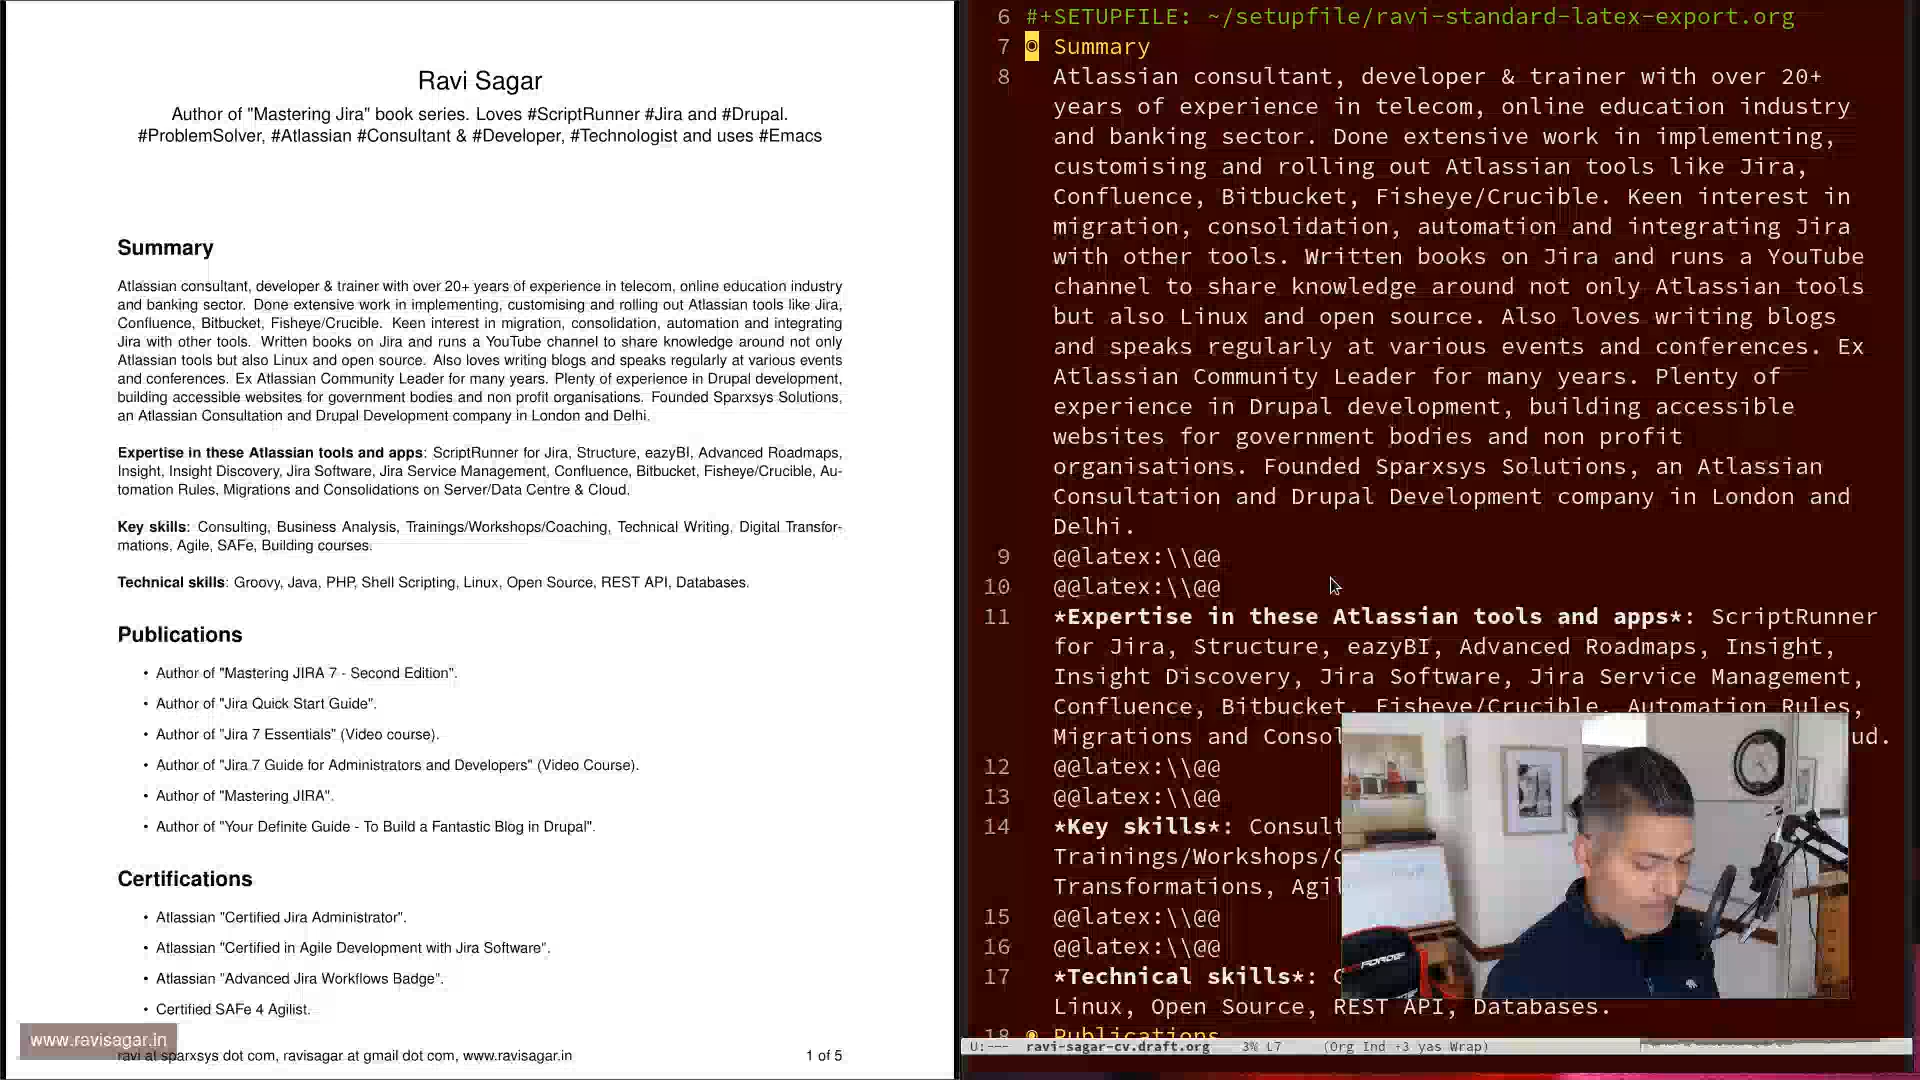 Ravi Sagar
Author of "Mastering Jira" book series. Loves #ScriptRunner #Jira and #Drupal.
#ProblemSolver, #Atlassian #Consultant & #Developer, #Technologist and uses #Emacs
Summary
Atlassian consultant, developer & trainer with over 20+ years of experience in telecom, online education industry
and banking sector. Done extensive work in implementing, customising and rolling out Atlassian tools like Jira,
Confluence, Bitbucket, Fisheye/Crucible. Keen interest in migration, consolidation, automation and integrating
Jira with other tools. Written books on Jira and runs a YouTube channel to share knowledge around not only
Atlassian tools but also Linux and open source. Also loves writing blogs and speaks regularly at various events
and conferences. Ex Atlassian Community Leader for many years. Plenty of experience in Drupal development,
building accessible websites for government bodies and non profit organisations. Founded Sparxsys Solutions,
an Atlassian Consultation and Drupal Development company in London and Delhi.
Expertise in these Atlassian tools and apps: ScriptRunner for Jira, Structure, eazyBI, Advanced Roadmaps,
Insight, Insight Discovery, Jira Software, Jira Service Management, Confluence, Bitbucket, Fisheye/Crucible, Au-
tomation Rules, Migrations and Consolidations on Server/Data Centre & Cloud.
Key skills: Consulting, Business Analysis, Trainings/Workshops/Coaching, Technical Writing, Digital Transfor-
mations, Agile, SAFe, Building courses.
Technical skills: Groovy, Java, PHP, Shell Scripting, Linux, Open Source, REST API, Databases.
Publications
• Author of "Mastering JIRA 7 - Second Edition".
• Author of "Jira Quick Start Guide".
• Author of "Jira 7 Essentials" (Video course).
• Author of "Jira 7 Guide for Administrators and Developers" (Video Course).
• Author of "Mastering JIRA".
• Author of "Your Definite Guide - To Build a Fantastic Blog in Drupal".
Certifications
• Atlassian "Certified Jira Administrator".
• Atlassian "Certified in Agile Development with Jira Software".
• Atlassian "Advanced Jira Workflows Badge".
• Certified SAFe 4 Agilist.
www.ravisagar.in
ravi at sparxsys dot com, ravisagar at gmail dot com, www.ravisagar.in 1 of 5
6 #+SETUPFILE: ~/setupfile/ravi-standard-latex-export.org
7 Summary
8 Atlassian consultant, developer & trainer with over 20+
years of experience in telecom, online education industry
and banking sector. Done extensive work in implementing,
customising and rolling out Atlassian tools like Jira,
Confluence, Bitbucket, Fisheye/Crucible. Keen interest in
migration, consolidation, automation and integrating Jira
with other tools. Written books on Jira and runs a YouTube
channel to share knowledge around not only Atlassian tools
but also Linux and open source. Also loves writing blogs
and speaks regularly at various events and conferences. Ex
Atlassian Community Leader for many years. Plenty of
experience in Drupal development, building accessible
websites for government bodies and non profit
organisations. Founded Sparxsys Solutions, an Atlassian
Consultation and Drupal Development company in London and
Delhi.
9 @@latex:\\@@
10 @@latex:\\@@
11 *Expertise in these Atlassian tools and apps*: ScriptRunner
for Jira, Structure, eazyBI, Advanced Roadmaps, Insight,
Insight Discovery, Jira Software, Jira Service Management,
Confluence, Bitbucket, Fisheye/Crucible, Automation Rules,
Migrations and Consol ud.
12 @@latex:\\@@
13 @@latex:\\@@
14 *Key skills*: Consult
Trainings/Workshops/C
Transformations, Agil
15 @@latex:\\@@
16 @@latex:\\@@
17 *Technical skills*: G
Linux, Open Source, REST API, Databases.
18 Publications
U:--- ravi-sagar-cv.draft.org 3% L7 (Org Ind +3 yas Wrap)